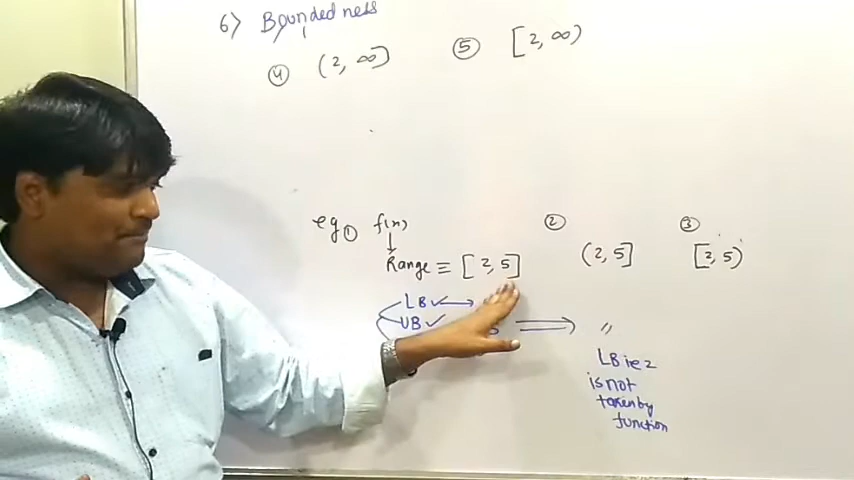 6) Boundedness
④ (2, ∞) ⑤ [2, ∞)
eg ① f(x) ② ③
↓
Range ≡ [2, 5] (2, 5] [2, 5)
LB ✓ →
UB ✓ ⟹ 〃
LB ie 2
is not
taken by
function